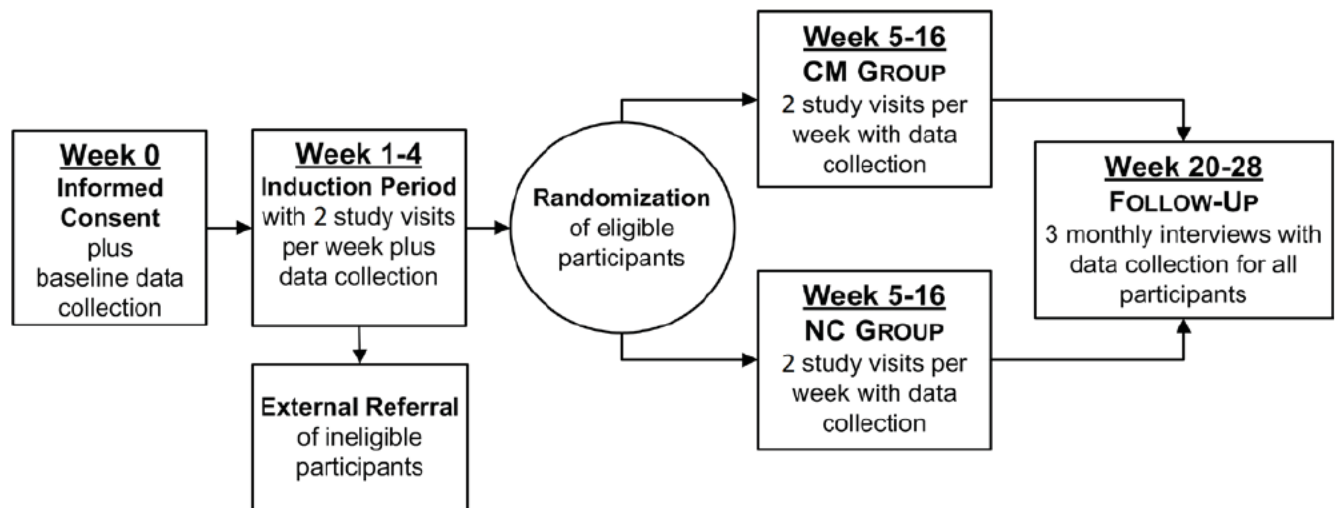 Week 0
Informed
Consent
plus
baseline data
collection
Week 1-4
Induction Period
with 2 study visits
per week plus
data collection
External Referral
of ineligible
participants
Randomization
of eligible
participants
Week 5-16
CM GROUP
2 study visits per
week with data
collection
Week 5-16
NC GROUP
2 study visits per
week with data
collection
Week 20-28
FOLLOW-UP
3 monthly interviews with
data collection for all
participants